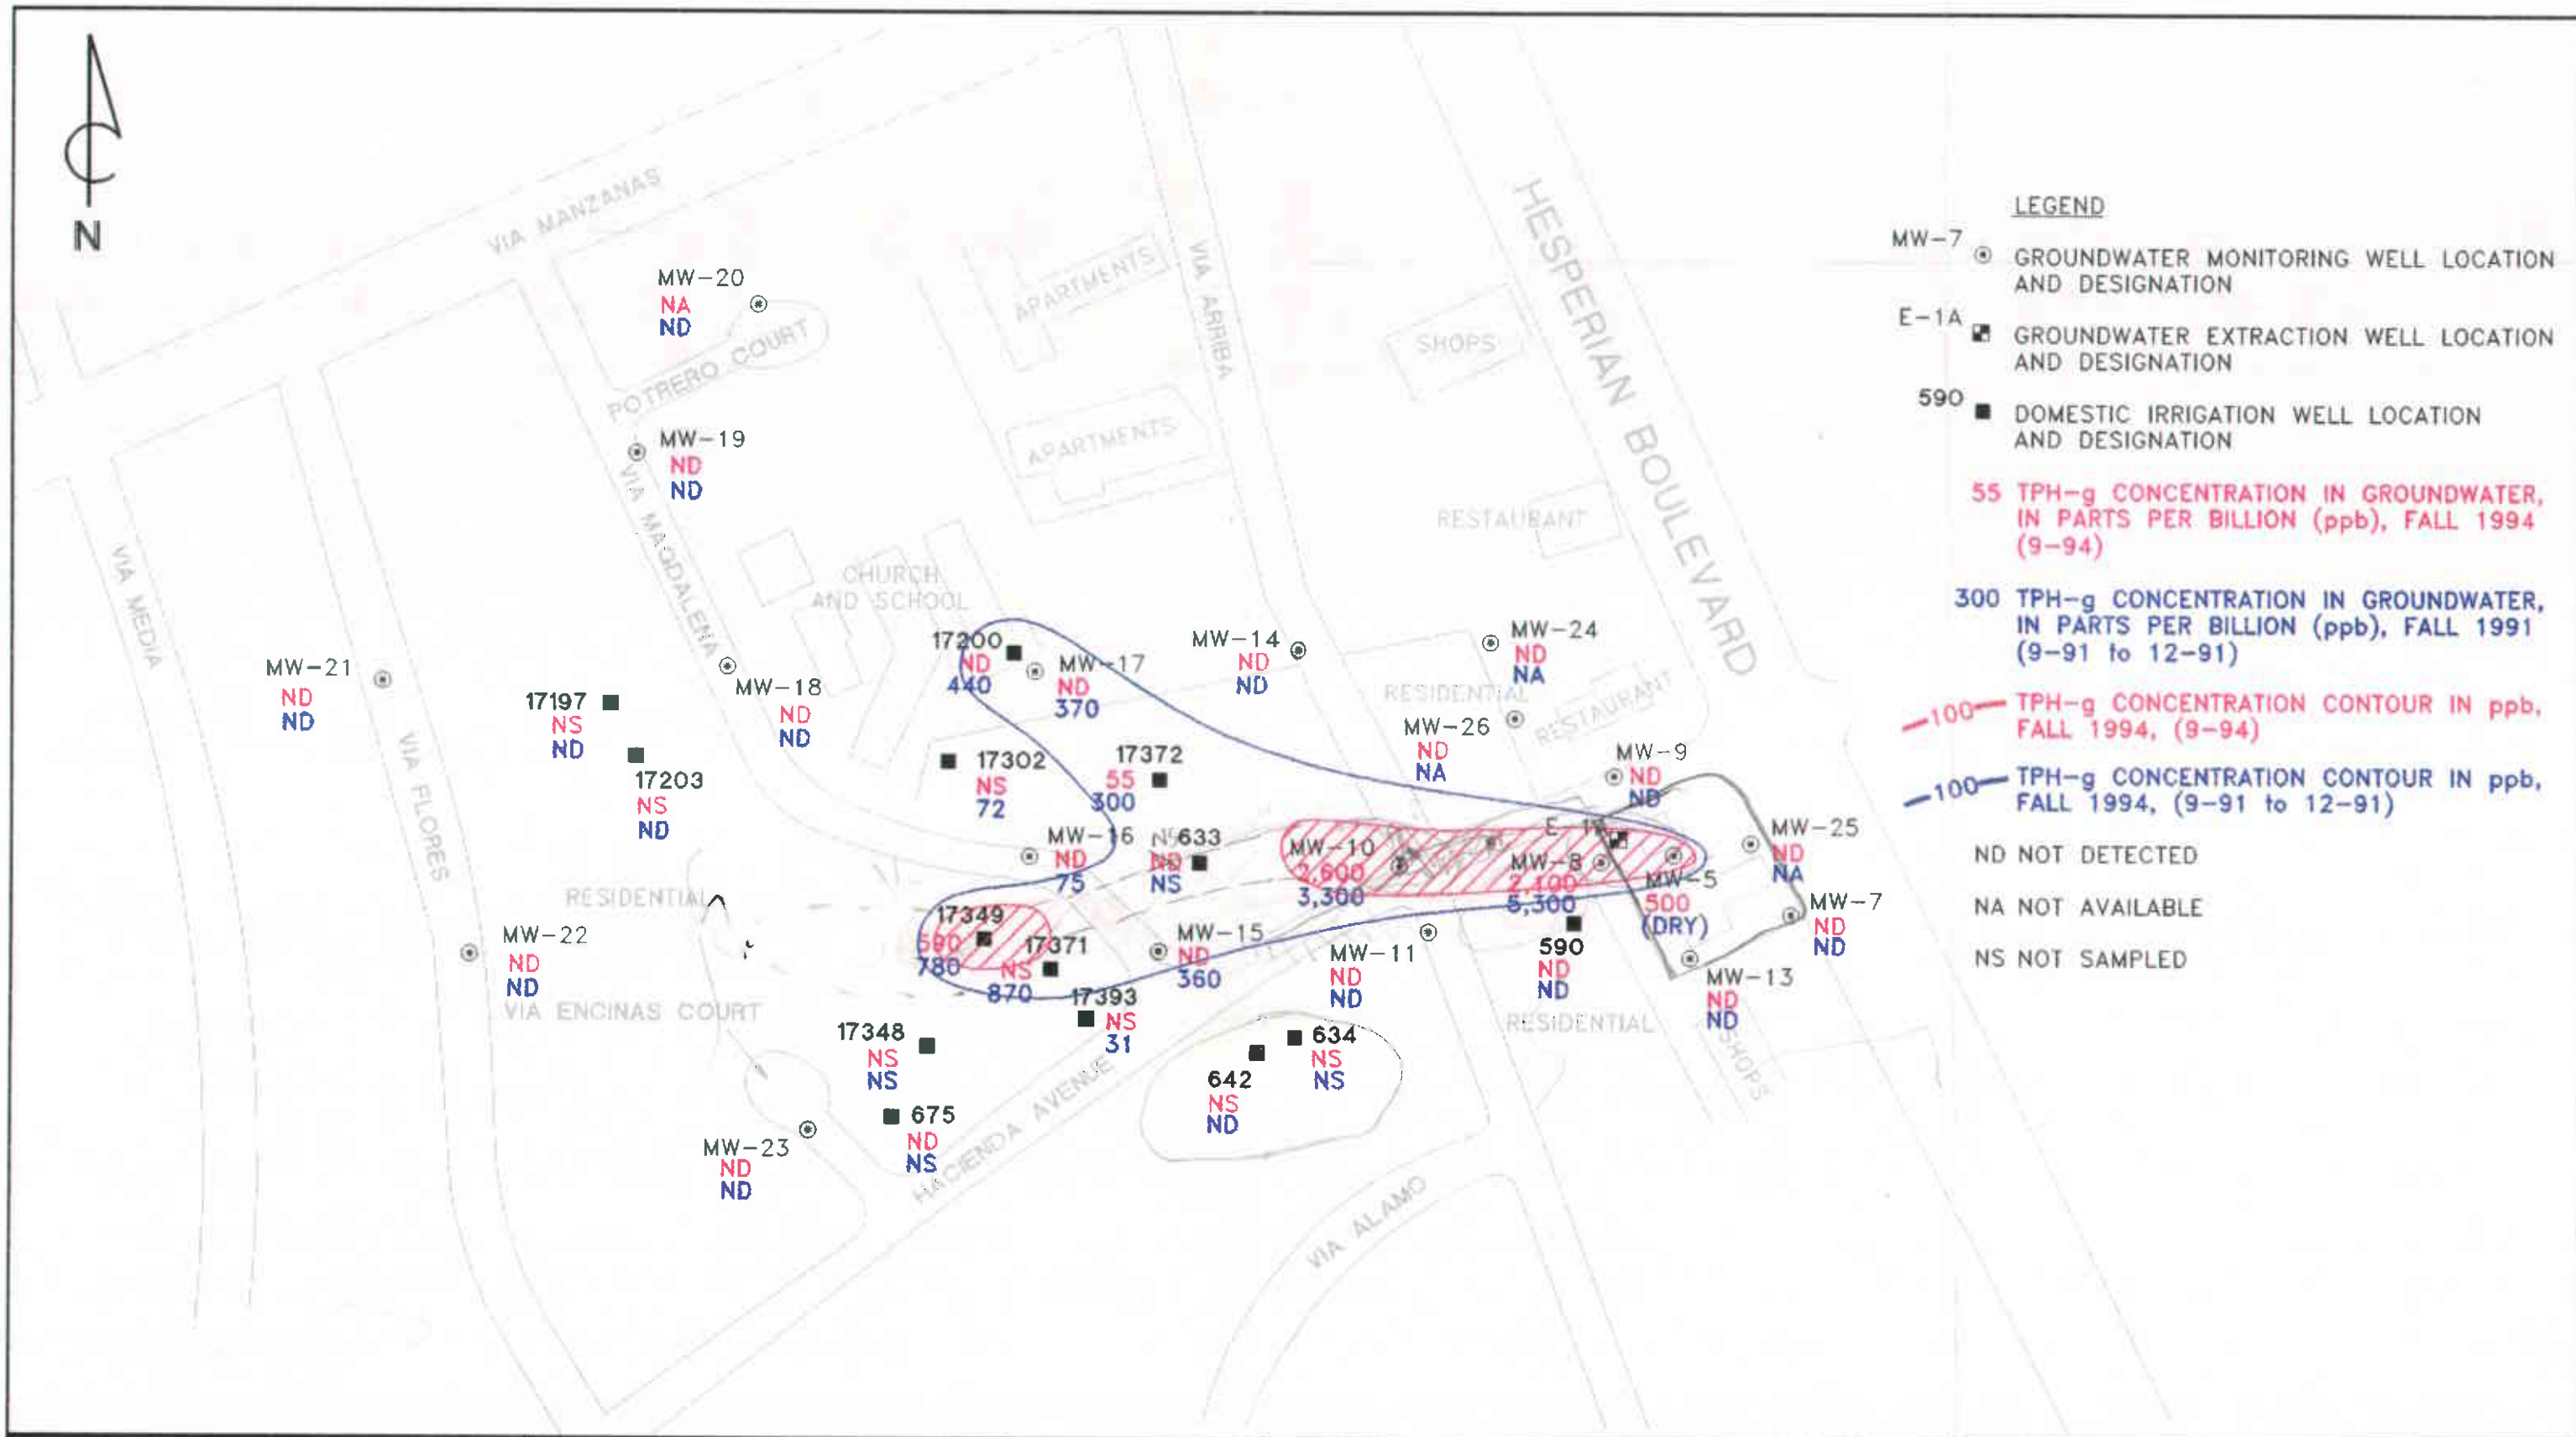 N
VIA MANZANAS
MW-20
NA
ND
POTRERO COURT
APARTMENTS
VIA ARRIBA
SHOPS
HESPERIAN BOULEVARD
MW-19
ND
ND
VIA MAGDALENA
APARTMENTS
RESTAURANT
VIA MEDIA
CHURCH
AND SCHOOL
17200
ND
440
MW-17
ND
370
MW-14
ND
ND
MW-24
ND
NA
MW-21
ND
ND
17197
NS
ND
MW-18
ND
ND
RESIDENTIAL
RESTAURANT
MW-26
ND
NA
VIA FLORES
17203
NS
ND
17302
NS
72
17372
55
300
MW-9
ND
ND
MW-16
ND
75
633
ND
NS
MW-10
2,600
3,300
MW-8
2,100
5,300
MW-5
500
(DRY)
MW-25
ND
NA
MW-7
ND
ND
RESIDENTIAL
17349
780
17371
NS
870
MW-15
ND
360
MW-11
ND
ND
590
ND
ND
MW-13
ND
ND
MW-22
ND
ND
VIA ENCINAS COURT
17393
NS
31
RESIDENTIAL
SHOPS
17348
NS
NS
634
NS
NS
642
NS
ND
675
ND
NS
MW-23
ND
ND
HACIENDA AVENUE
VIA ALAMO
LEGEND
MW-7
GROUNDWATER MONITORING WELL LOCATION
AND DESIGNATION
E-1A
GROUNDWATER EXTRACTION WELL LOCATION
AND DESIGNATION
590
DOMESTIC IRRIGATION WELL LOCATION
AND DESIGNATION
55 TPH-g CONCENTRATION IN GROUNDWATER,
IN PARTS PER BILLION (ppb), FALL 1994
(9-94)
300 TPH-g CONCENTRATION IN GROUNDWATER,
IN PARTS PER BILLION (ppb), FALL 1991
(9-91 to 12-91)
100 TPH-g CONCENTRATION CONTOUR IN ppb,
FALL 1994, (9-94)
100 TPH-g CONCENTRATION CONTOUR IN ppb,
FALL 1994, (9-91 to 12-91)
ND NOT DETECTED
NA NOT AVAILABLE
NS NOT SAMPLED